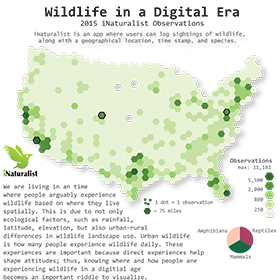 Wildlife in a Digital Era
2015 iNaturalist Observations
iNaturalist is an app where users can log sightings of wildlife,
along with a geographical location, time stamp, and species.
iNaturalist
We are living in an time
where people arguably experience
wildlife based on where they live
spatially. This is due to not only
ecological factors, such as rainfall,
latitude, elevation, but also urban-rural
differences in wildlife landscape use. Urban wildlife
is how many people experience wildlife daily. These
experiences are important because direct experiences help
shape attitudes; thus, knowing where and how people are
experiencing wildlife in a digitial age
becomes an important riddle to visualize.
1 dot = 1 observation
= 75 miles
Observations
max: 11,161
5,500
2,000
800
250
Amphibians
Reptiles
Mammals